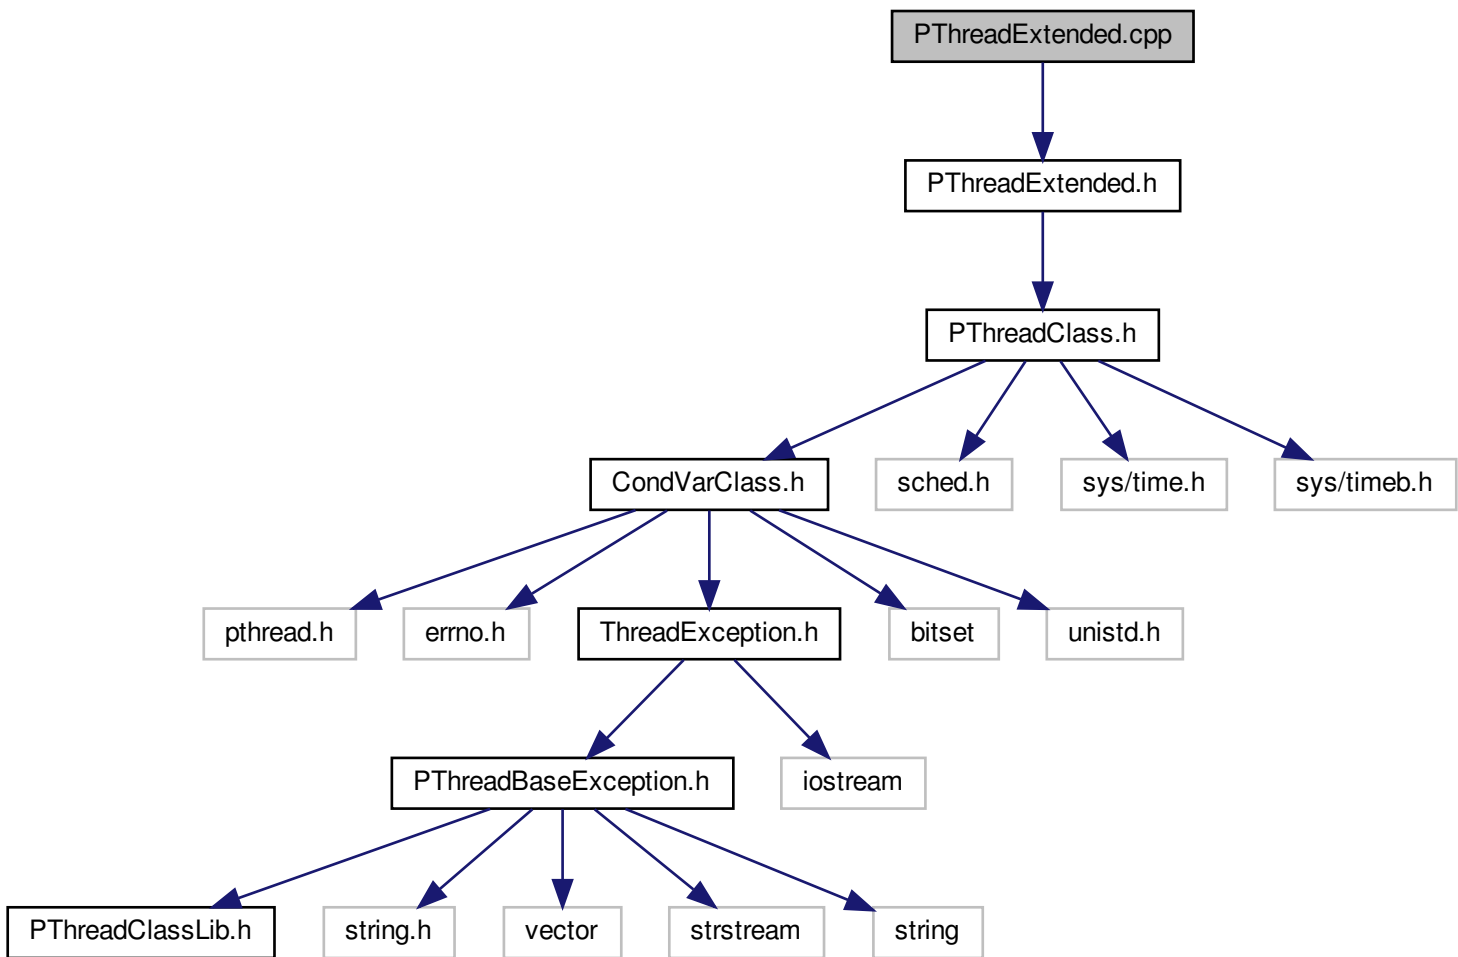 PThreadExtended.cpp
PThreadExtended.h
PThreadClass.h
CondVarClass.h
sched.h
sys/time.h
sys/timeb.h
pthread.h
errno.h
ThreadException.h
bitset
unistd.h
PThreadBaseException.h
iostream
PThreadClassLib.h
string.h
vector
strstream
string